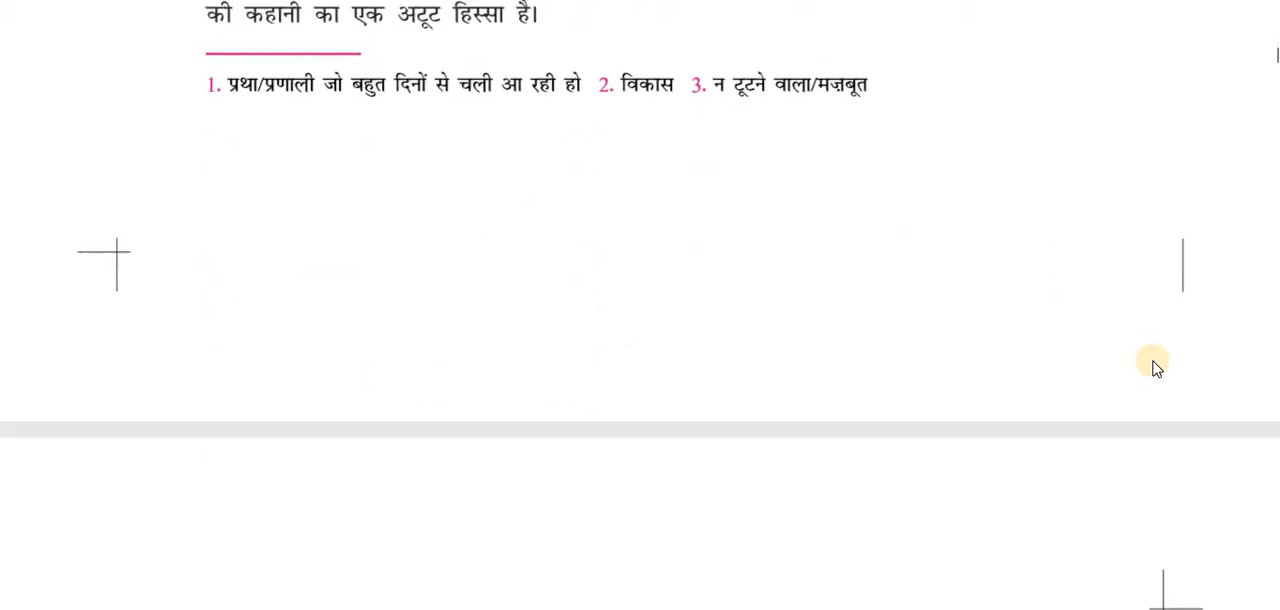 की कहानी का एक अटूट हिस्सा है।
1. प्रथा/प्रणाली जो बहुत दिनों से चली आ रही हो 2. विकास 3. न टूटने वाला/मज़बूत